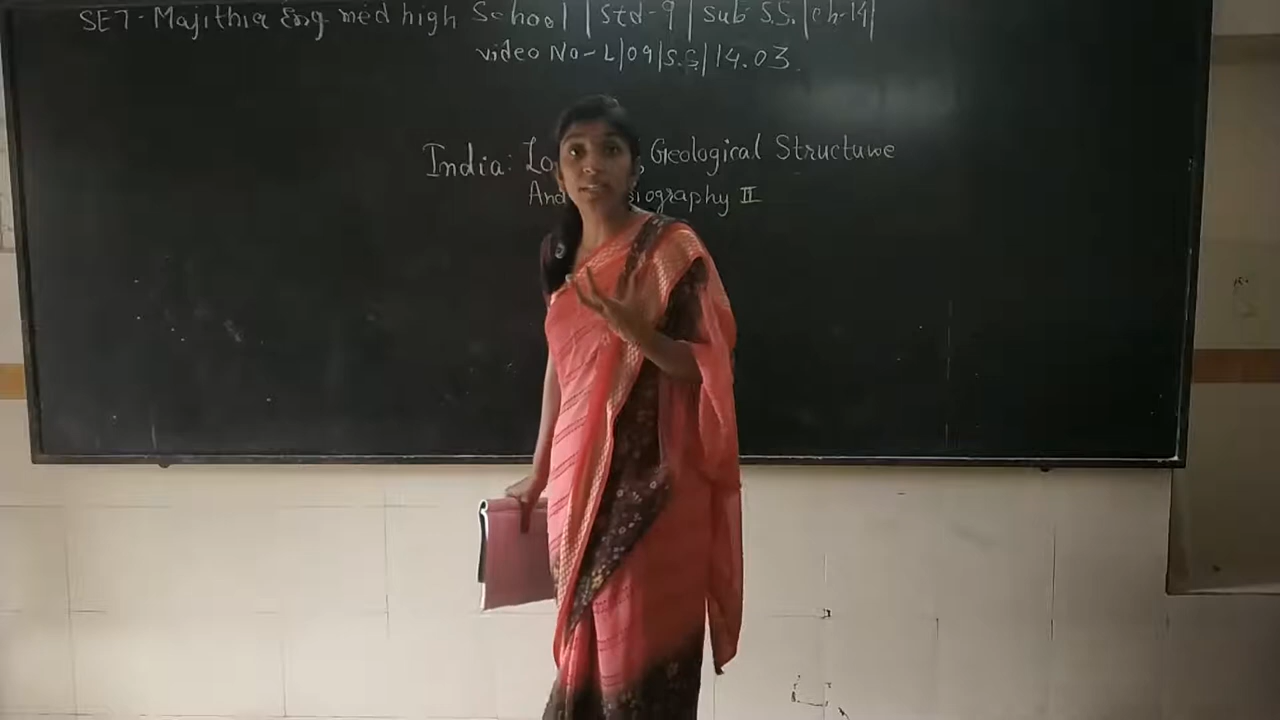 SET- Majithia Eng med high School | Std-9 | Sub S.S. | ch-14 |
video No- L/09/S.S/14.03.
India: Lo , Geological Structure
And siography II